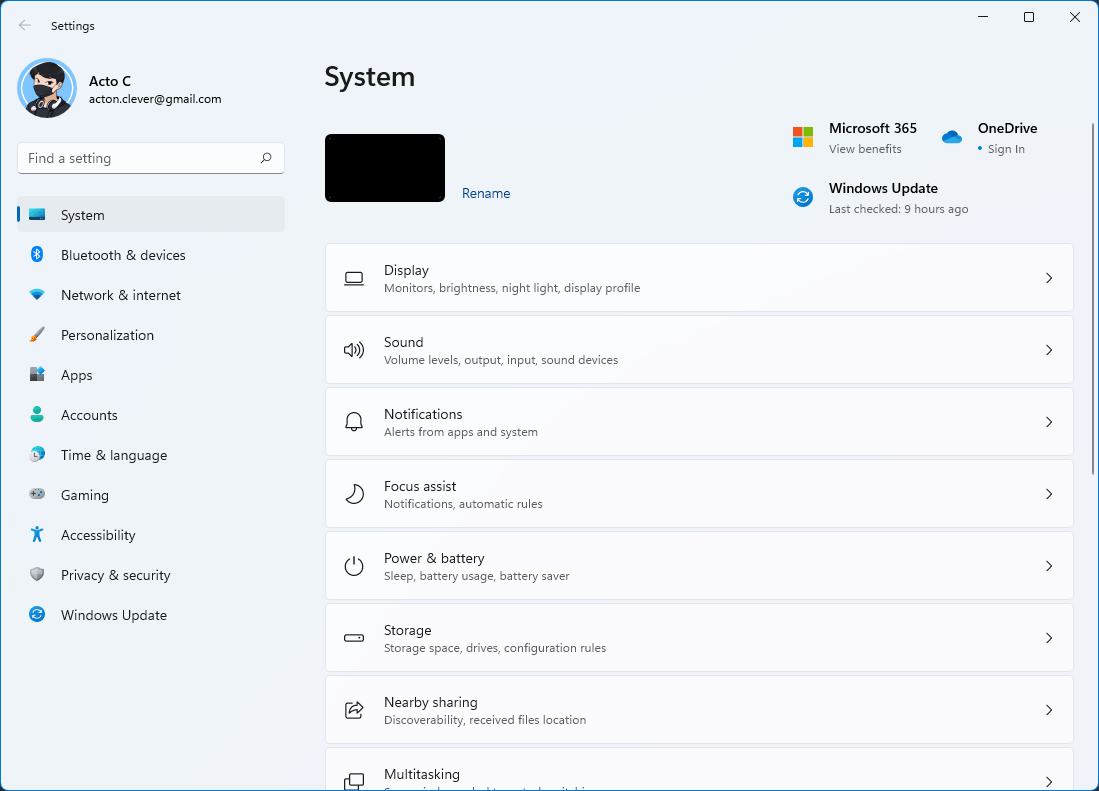 Settings
Acto C
acton.clever@gmail.com
Find a setting
System
Bluetooth & devices
Network & internet
Personalization
Apps
Accounts
Time & language
Gaming
Accessibility
Privacy & security
Windows Update
System
Rename
Microsoft 365
View benefits
OneDrive
Sign In
Windows Update
Last checked: 9 hours ago
Display
Monitors, brightness, night light, display profile
Sound
Volume levels, output, input, sound devices
Notifications
Alerts from apps and system
Focus assist
Notifications, automatic rules
Power & battery
Sleep, battery usage, battery saver
Storage
Storage space, drives, configuration rules
Nearby sharing
Discoverability, received files location
Multitasking